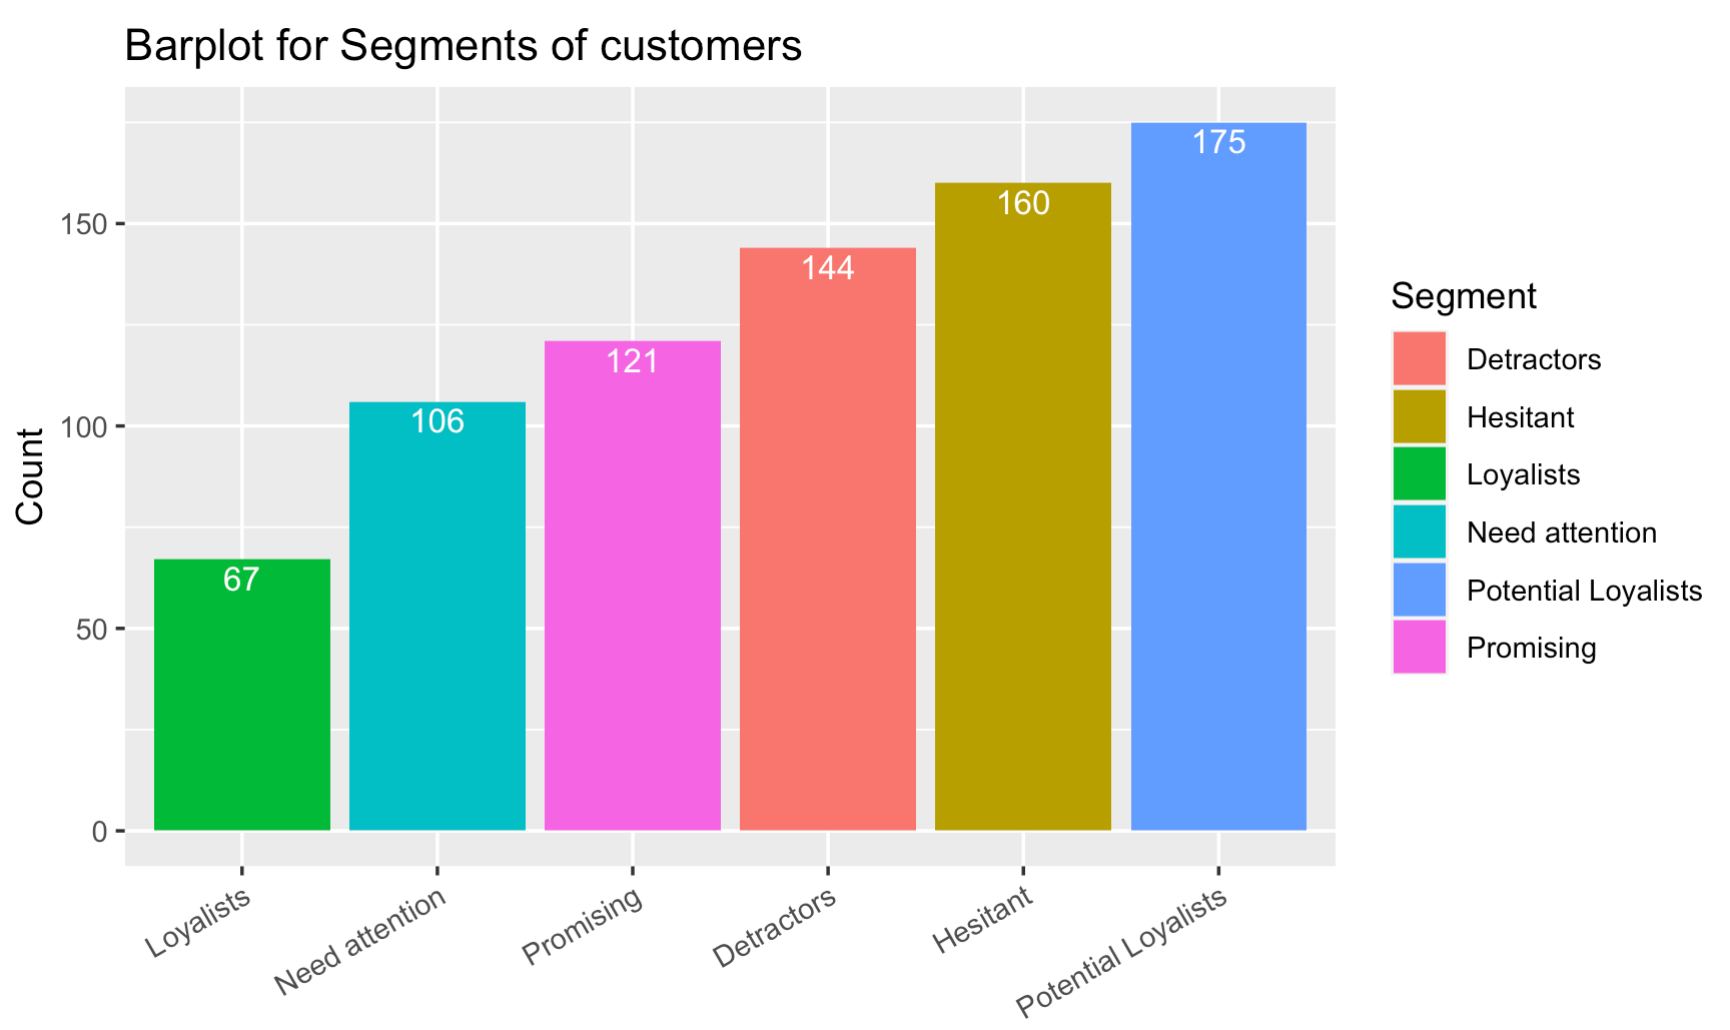 Barplot for Segments of customers
175
160
150
144
121
106
100
Count
67
50
0
Loyalists
Need attention
Promising
Detractors
Hesitant
Potential Loyalists
Segment
Detractors
Hesitant
Loyalists
Need attention
Potential Loyalists
Promising